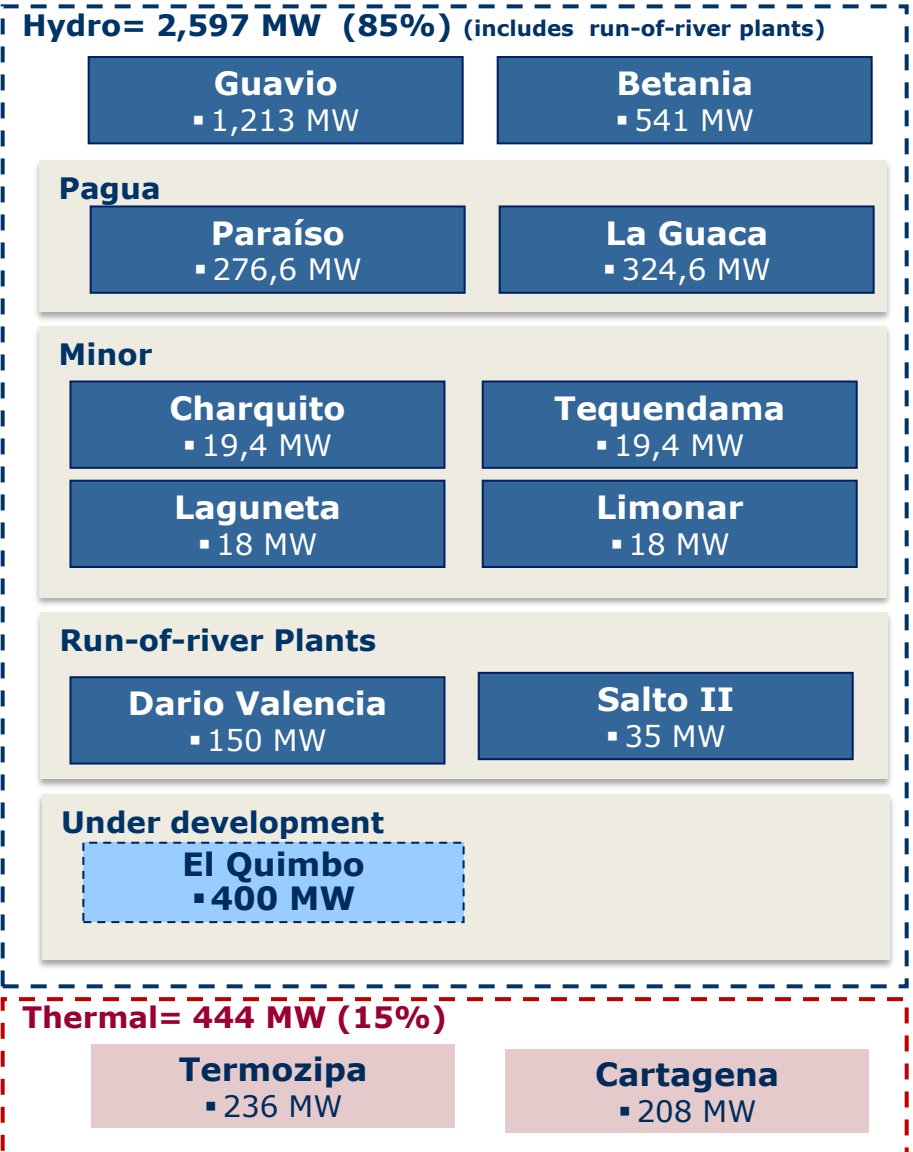 Hydro= 2,597 MW (85%) (includes run-of-river plants)
Guavio
▪ 1,213 MW
Betania
▪ 541 MW
Pagua
Paraíso
▪ 276,6 MW
La Guaca
▪ 324,6 MW
Minor
Charquito
▪ 19,4 MW
Tequendama
▪ 19,4 MW
Laguneta
▪ 18 MW
Limonar
▪ 18 MW
Run-of-river Plants
Dario Valencia
▪ 150 MW
Salto II
▪ 35 MW
Under development
El Quimbo
▪ 400 MW
Thermal= 444 MW (15%)
Termozipa
▪ 236 MW
Cartagena
▪ 208 MW